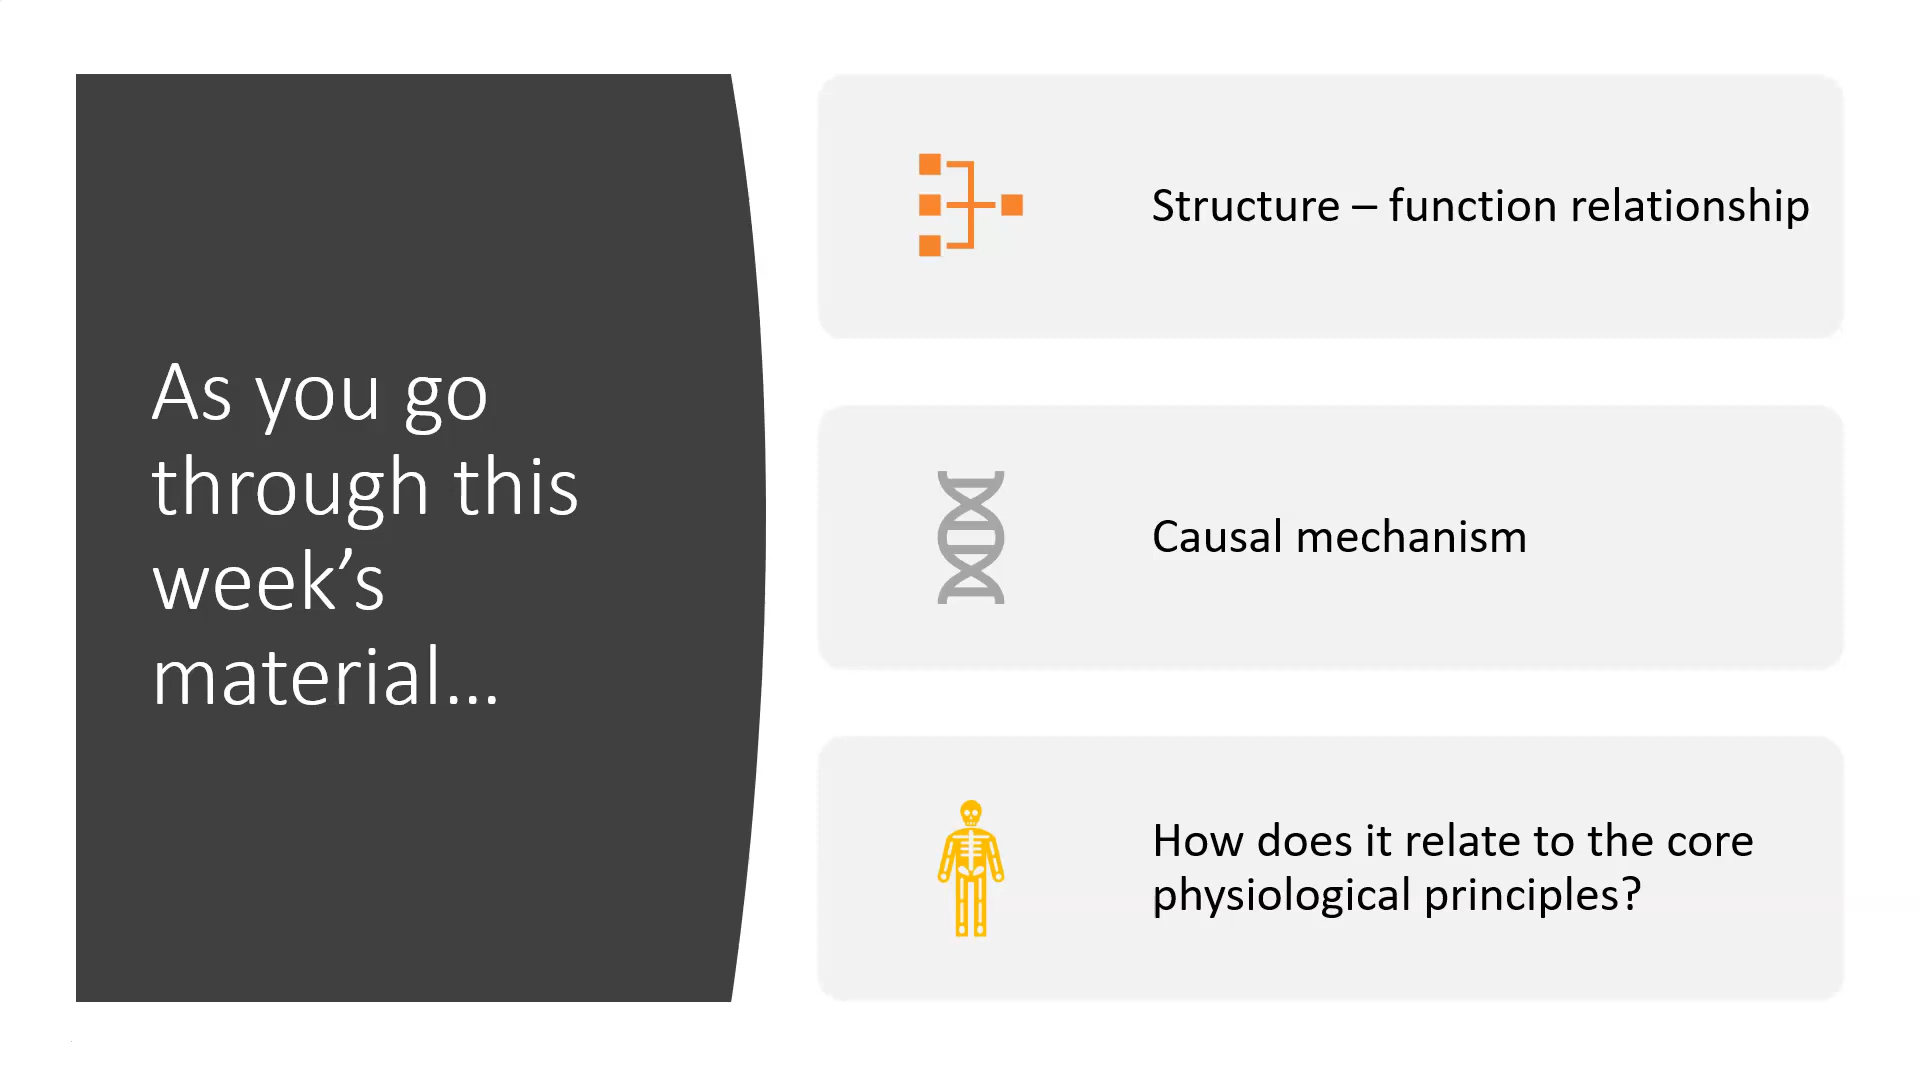 As you go
through this
week’s
material…
Structure – function relationship
Causal mechanism
How does it relate to the core
physiological principles?